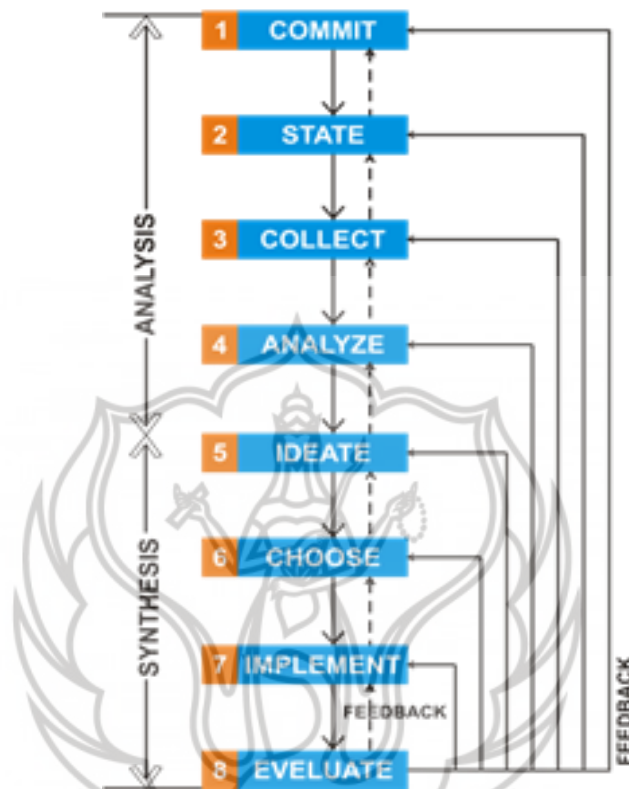 1 COMMIT
2 STATE
3 COLLECT
4 ANALYZE
5 IDEATE
6 CHOOSE
7 IMPLEMENT
FEEDBACK
8 EVELUATE
ANALYSIS
SYNTHESIS
FEEDBACK